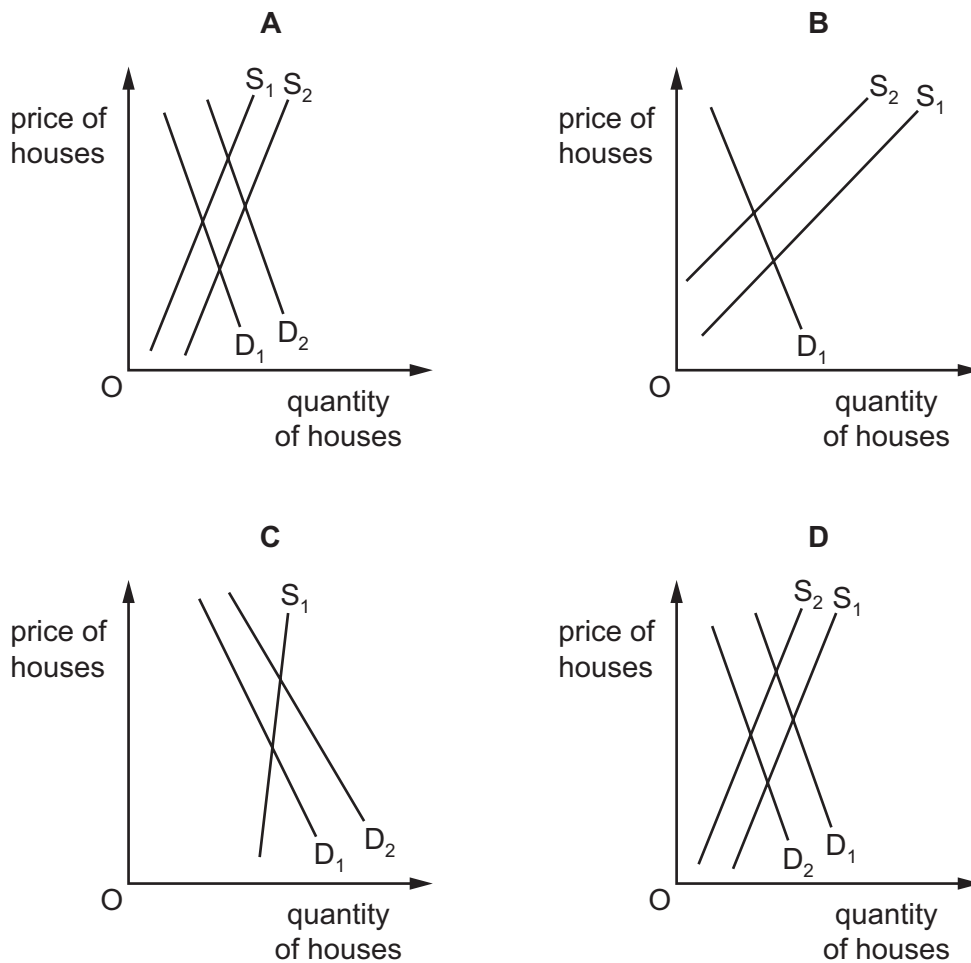 A
price of
houses
S₁
S₂
D₁
D₂
O
quantity
of houses
B
price of
houses
S₂
S₁
D₁
O
quantity
of houses
C
price of
houses
S₁
D₁
D₂
O
quantity
of houses
D
price of
houses
S₂
S₁
D₂
D₁
O
quantity
of houses